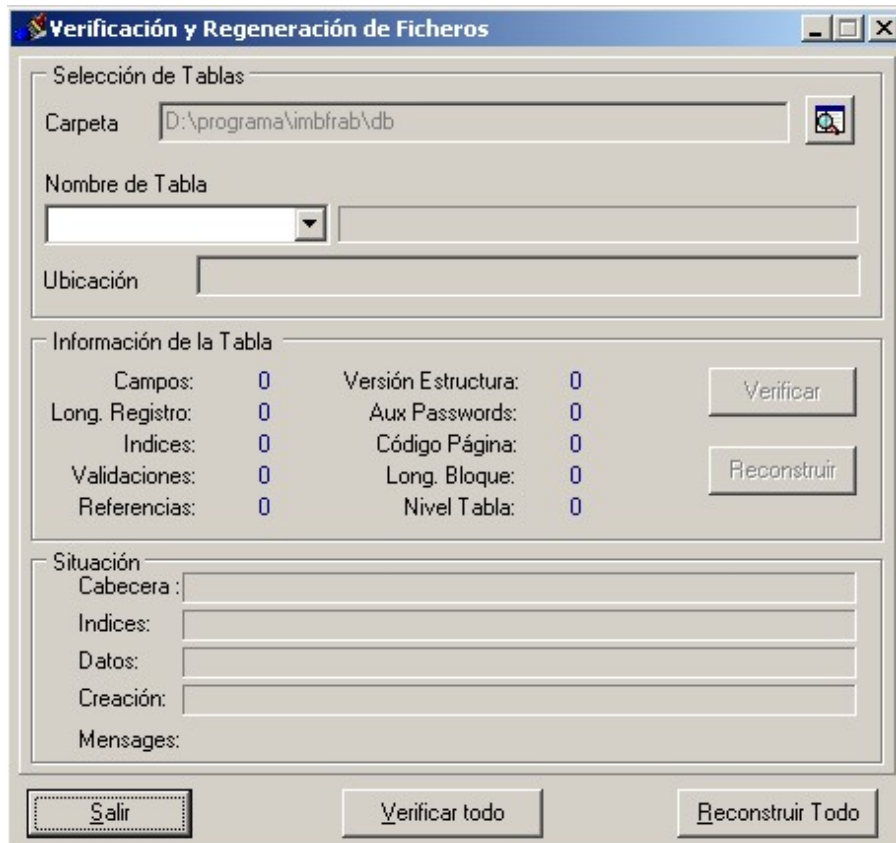 Verificación y Regeneración de Ficheros
Selección de Tablas
Carpeta D:\programa\imbfrab\db
Nombre de Tabla
Ubicación
Información de la Tabla
Campos: 0 Versión Estructura: 0 Verificar
Long. Registro: 0 Aux Passwords: 0
Indices: 0 Código Página: 0
Validaciones: 0 Long. Bloque: 0 Reconstruir
Referencias: 0 Nivel Tabla: 0
Situación
Cabecera :
Indices:
Datos:
Creación:
Mensages:
Salir Verificar todo Reconstruir Todo